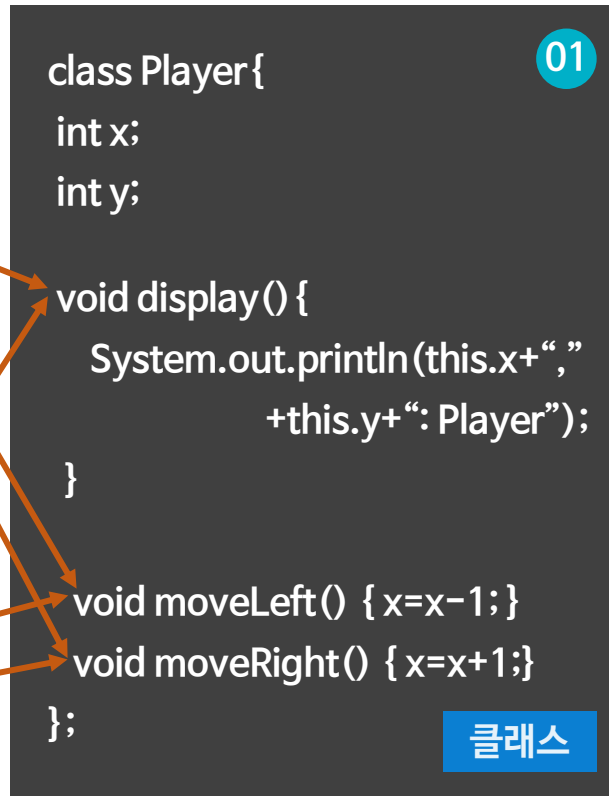 01
class Player{
int x;
int y;
void display(){
System.out.println(this.x+“,”
+this.y+“: Player”);
}
void moveLeft() { x=x-1;}
void moveRight() { x=x+1;}
};
클래스